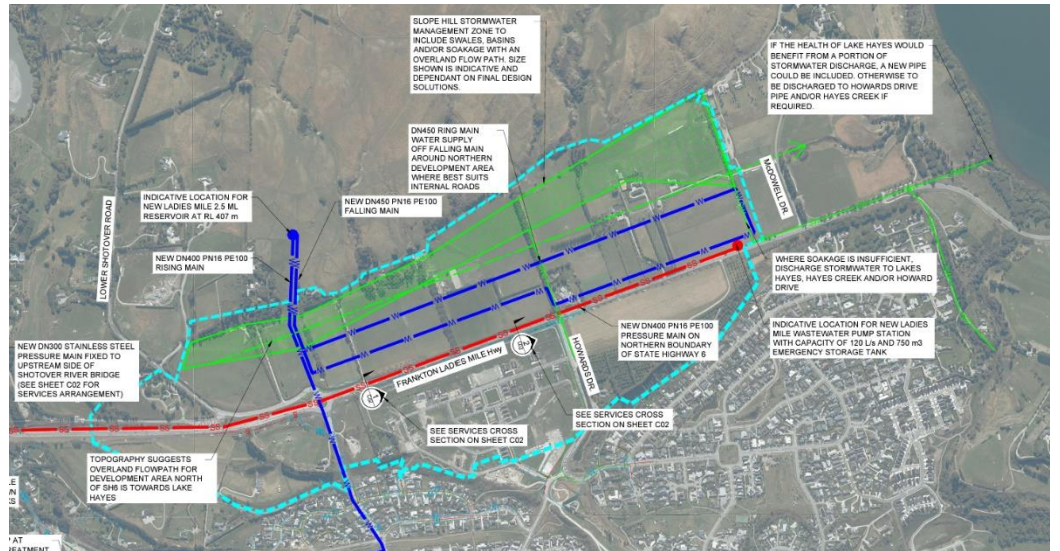 SLOPE HILL STORMWATER
MANAGEMENT ZONE TO
INCLUDE SWALES, BASINS
AND/OR SOAKAGE WITH AN
OVERLAND FLOW PATH. SIZE
SHOWN IS INDICATIVE AND
DEPENDANT ON FINAL DESIGN
SOLUTIONS.
IF THE HEALTH OF LAKE HAYES WOULD
BENEFIT FROM A PORTION OF
STORMWATER DISCHARGE, A NEW PIPE
COULD BE INCLUDED. OTHERWISE TO
BE DISCHARGED TO HOWARDS DRIVE
PIPE AND/OR HAYES CREEK IF
REQUIRED.
DN450 RING MAIN
WATER SUPPLY
OFF FALLING MAIN
AROUND NORTHERN
DEVELOPMENT AREA
WHERE BEST SUITS
INTERNAL ROADS
McDOWELL DR.
INDICATIVE LOCATION FOR
NEW LADIES MILE 2.5 ML
RESERVOIR AT RL 407 m
NEW DN450 PN16 PE100
FALLING MAIN
LOWER SHOTOVER ROAD
NEW DN400 PN16 PE100
RISING MAIN
WHERE SOAKAGE IS INSUFFICIENT,
DISCHARGE STORMWATER TO LAKES
HAYES, HAYES CREEK AND/OR HOWARD
DRIVE
NEW DN300 STAINLESS STEEL
PRESSURE MAIN FIXED TO
UPSTREAM SIDE OF
SHOTOVER RIVER BRIDGE
(SEE SHEET C02 FOR
SERVICES ARRANGEMENT)
NEW DN400 PN16 PE100
PRESSURE MAIN ON
NORTHERN BOUNDARY
OF STATE HIGHWAY 6
INDICATIVE LOCATION FOR NEW LADIES
MILE WASTEWATER PUMP STATION
WITH CAPACITY OF 120 L/s AND 750 m3
EMERGENCY STORAGE TANK
FRANKTON LADIES MILE Hwy
HOWARDS DR.
SEE SERVICES CROSS
SECTION ON SHEET C02
SEE SERVICES CROSS
SECTION ON SHEET C02
TOPOGRAPHY SUGGESTS
OVERLAND FLOWPATH FOR
DEVELOPMENT AREA NORTH
OF SH6 IS TOWARDS LAKE
HAYES